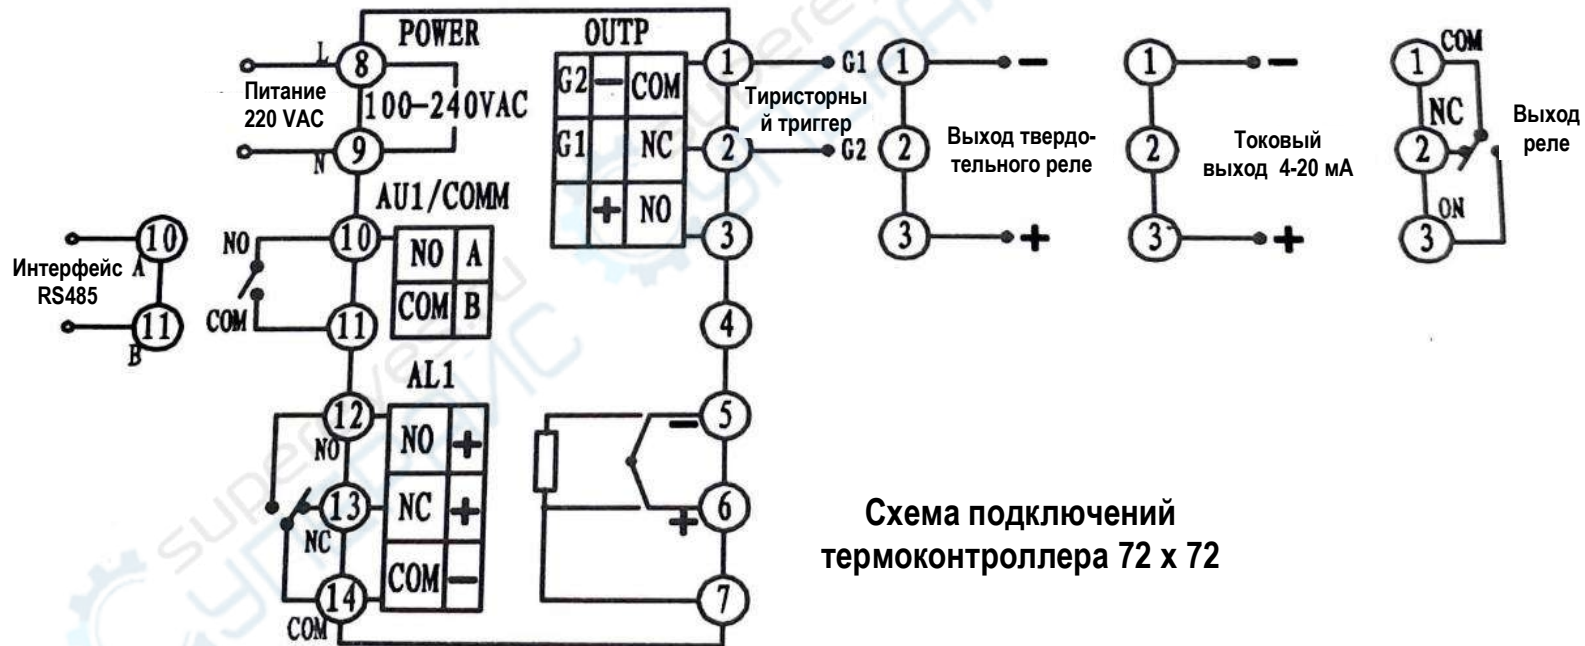 POWER
OUTP
L
8
Питание
220 VAC
100-240VAC
9
N
G2 — COM
G1 NC
+ NO
1
2
3
G1
Тиристорны
й триггер
G2
1
2
3
—
Выход твердо-
тельного реле
+
1
2
3
—
Токовый
выход 4-20 мА
+
COM
1
NC
2
ON
3
Выход
реле
AU1/COMM
10
A
Интерфейс
RS485
11
B
NO
COM
10
11
NO A
COM B
4
AL1
12
NO
13
NC
14
COM
NO +
NC +
COM —
5
—
6
+
7
Схема подключений
термоконтроллера 72 x 72
supereves.ru
СУПЕРАЙС